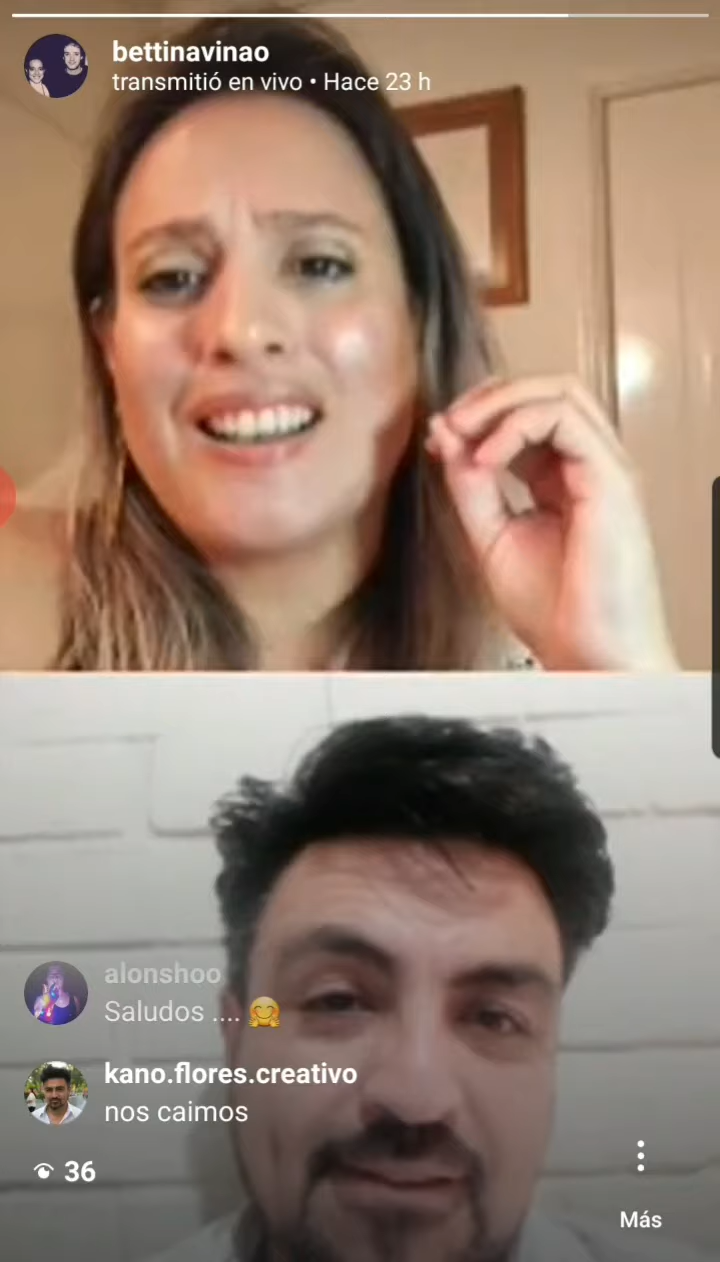 bettinavinao
transmitió en vivo • Hace 23 h
alonshoo
Saludos .... 🤗
kano.flores.creativo
nos caimos
36
Más